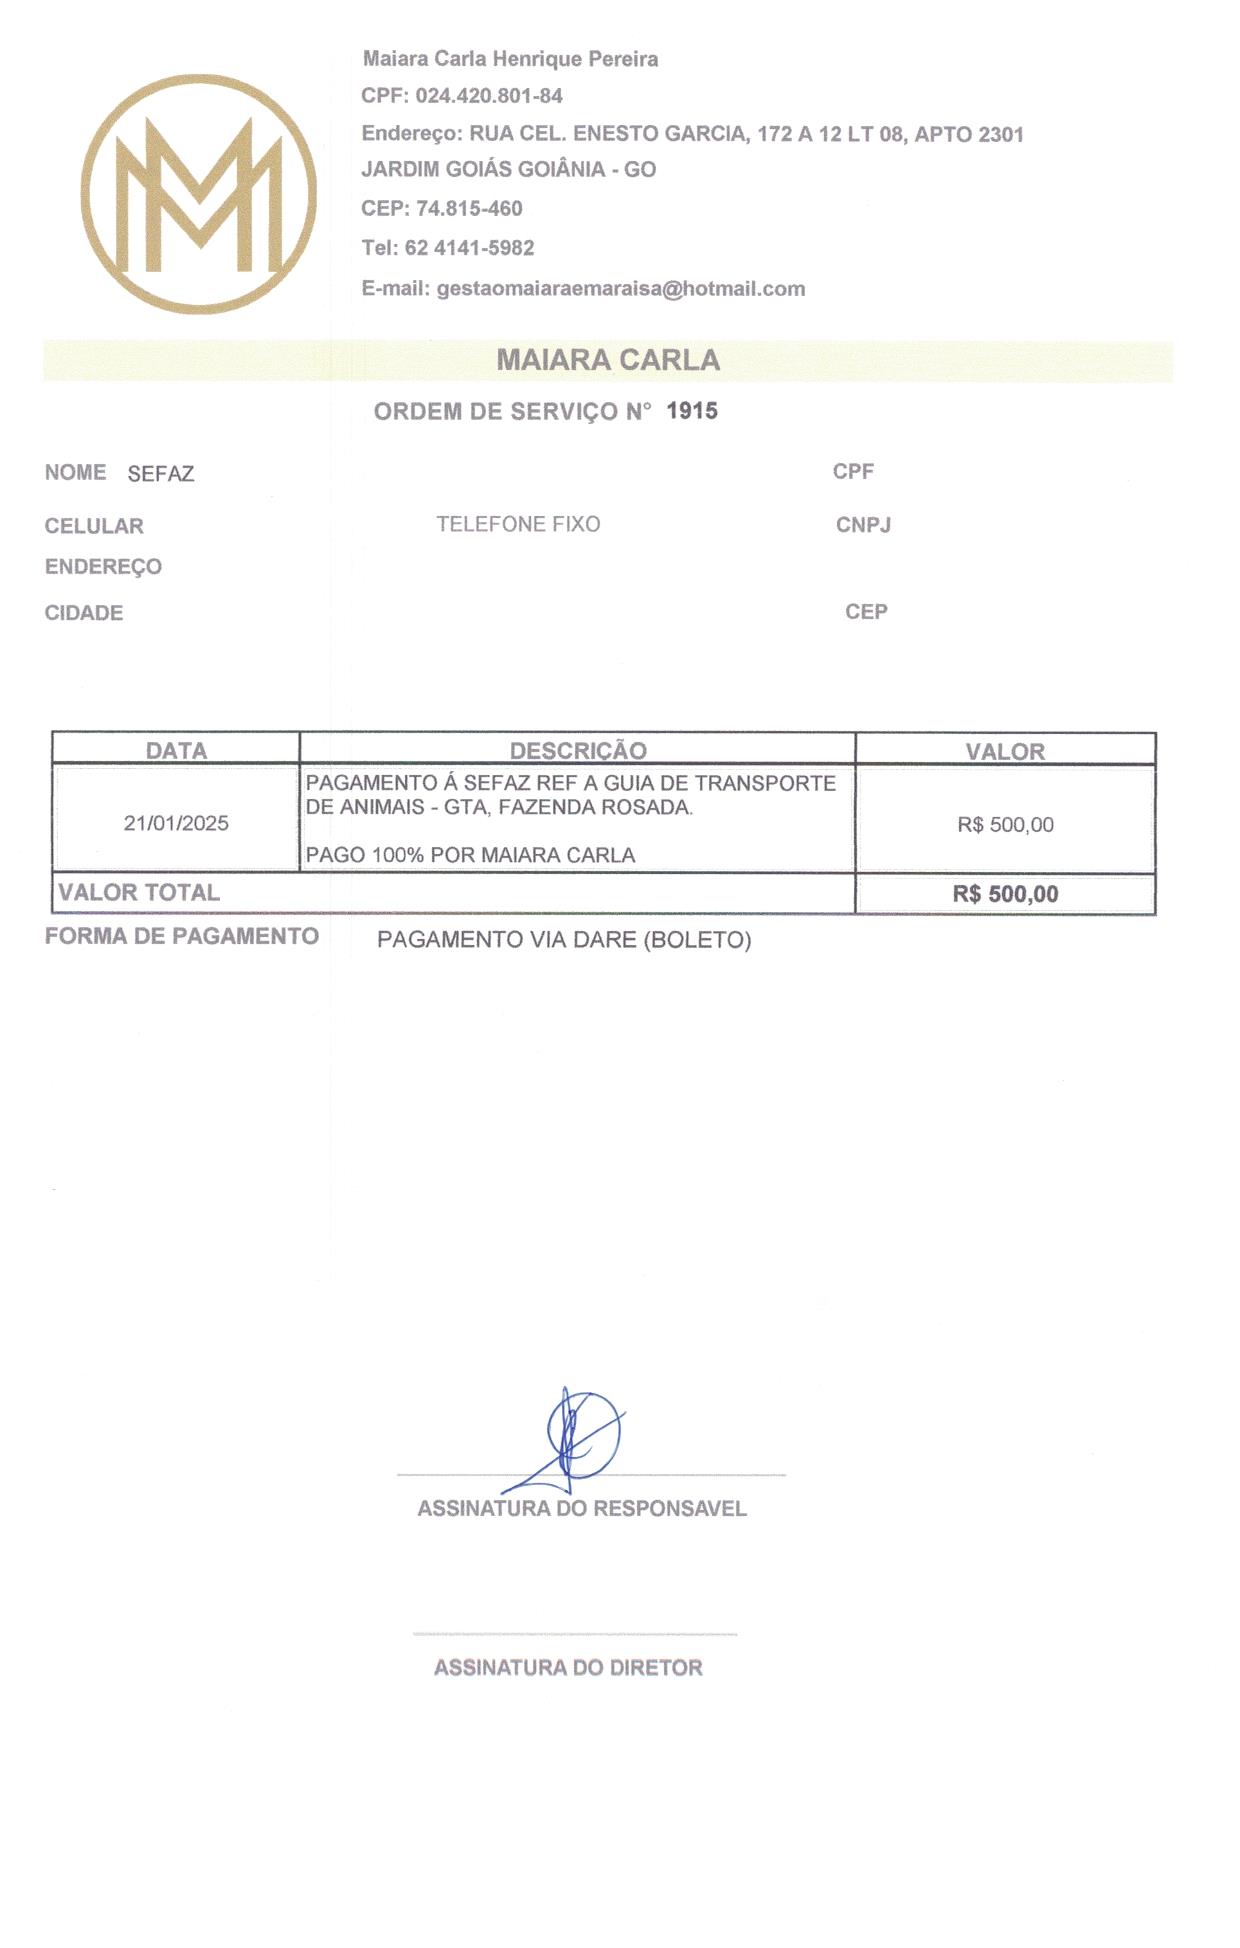 Maiara Carla Henrique Pereira
CPF: 024.420.801-84
Endereço: RUA CEL. ENESTO GARCIA, 172 A 12 LT 08, APTO 2301
JARDIM GOIÁS GOIÂNIA - GO
CEP: 74.815-460
Tel: 62 4141-5982
E-mail: gestaomaiaraemaraisa@hotmail.com
MAIARA CARLA
ORDEM DE SERVIÇO N° 1915
NOME SEFAZ CPF
CELULAR TELEFONE FIXO CNPJ
ENDEREÇO
CIDADE CEP
DATA DESCRIÇÃO VALOR
PAGAMENTO Á SEFAZ REF A GUIA DE TRANSPORTE
DE ANIMAIS - GTA, FAZENDA ROSADA.
21/01/2025 R$ 500,00
PAGO 100% POR MAIARA CARLA
VALOR TOTAL R$ 500,00
FORMA DE PAGAMENTO PAGAMENTO VIA DARE (BOLETO)
ASSINATURA DO RESPONSAVEL
ASSINATURA DO DIRETOR